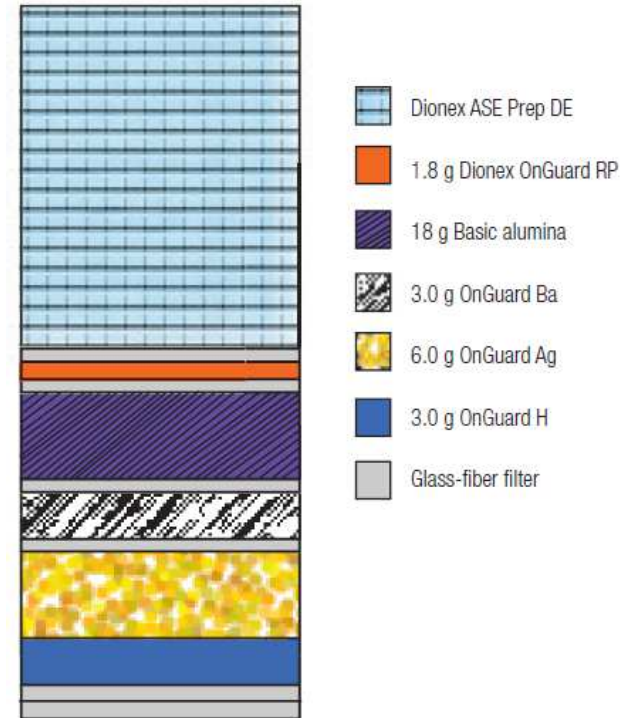 Dionex ASE Prep DE
1.8 g Dionex OnGuard RP
18 g Basic alumina
3.0 g OnGuard Ba
6.0 g OnGuard Ag
3.0 g OnGuard H
Glass-fiber filter